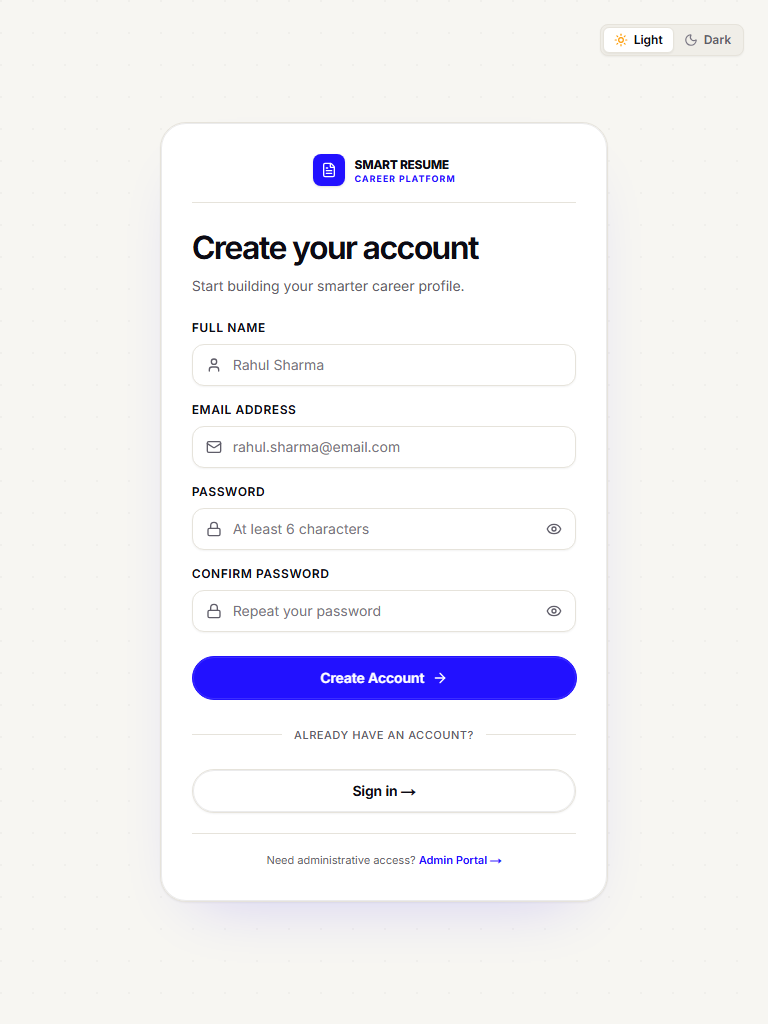 Light
Dark
SMART RESUME
CAREER PLATFORM
Create your account
Start building your smarter career profile.
FULL NAME
Rahul Sharma
EMAIL ADDRESS
rahul.sharma@email.com
PASSWORD
At least 6 characters
CONFIRM PASSWORD
Repeat your password
Create Account →
ALREADY HAVE AN ACCOUNT?
Sign in →
Need administrative access? Admin Portal →